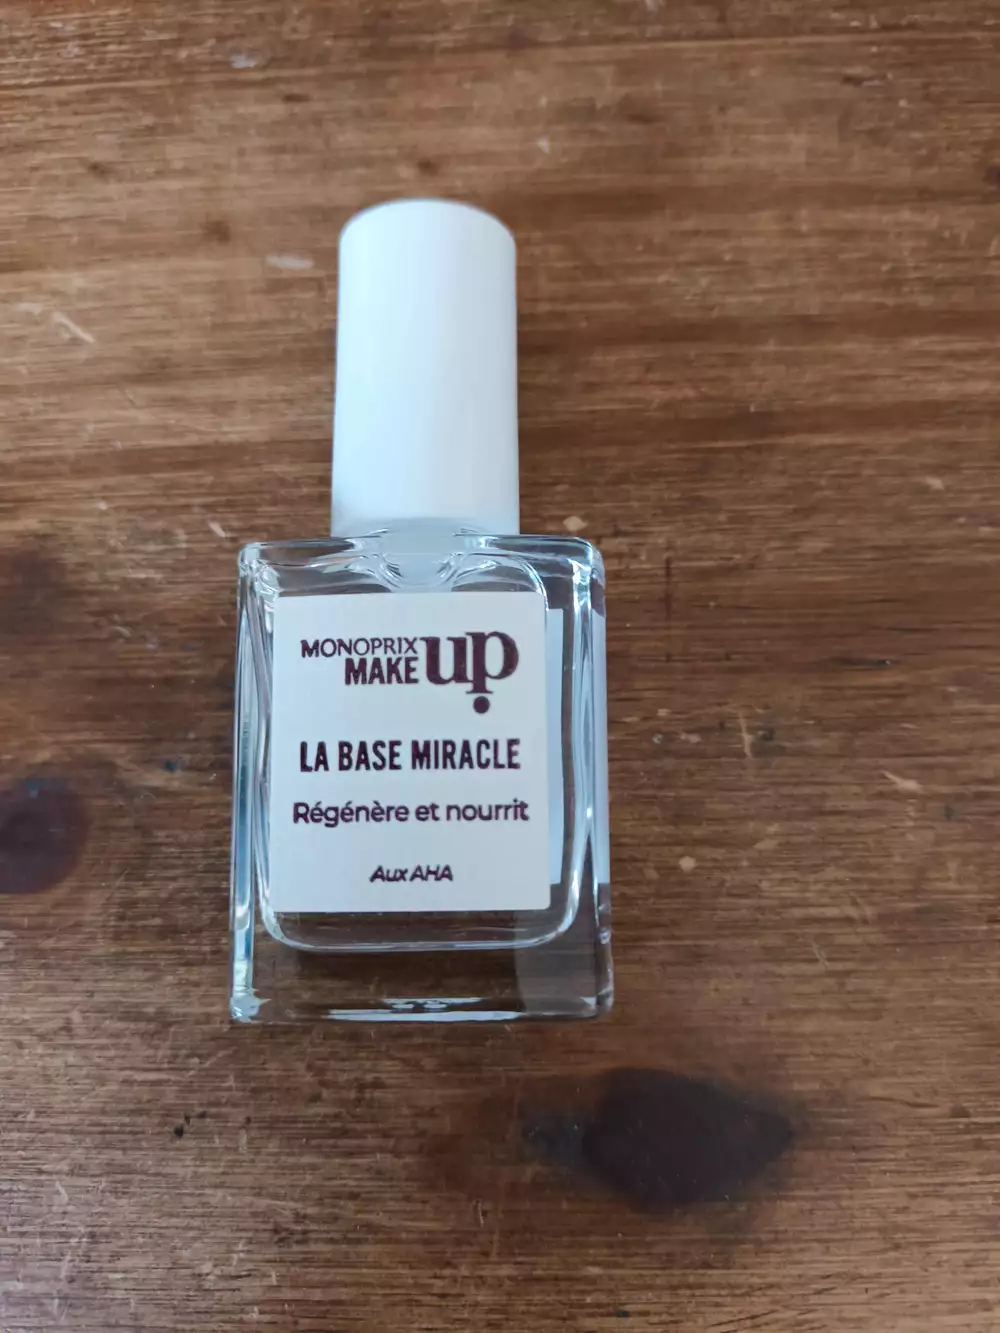 MONOPRIX
MAKE up
LA BASE MIRACLE
Régénère et nourrit
Aux AHA